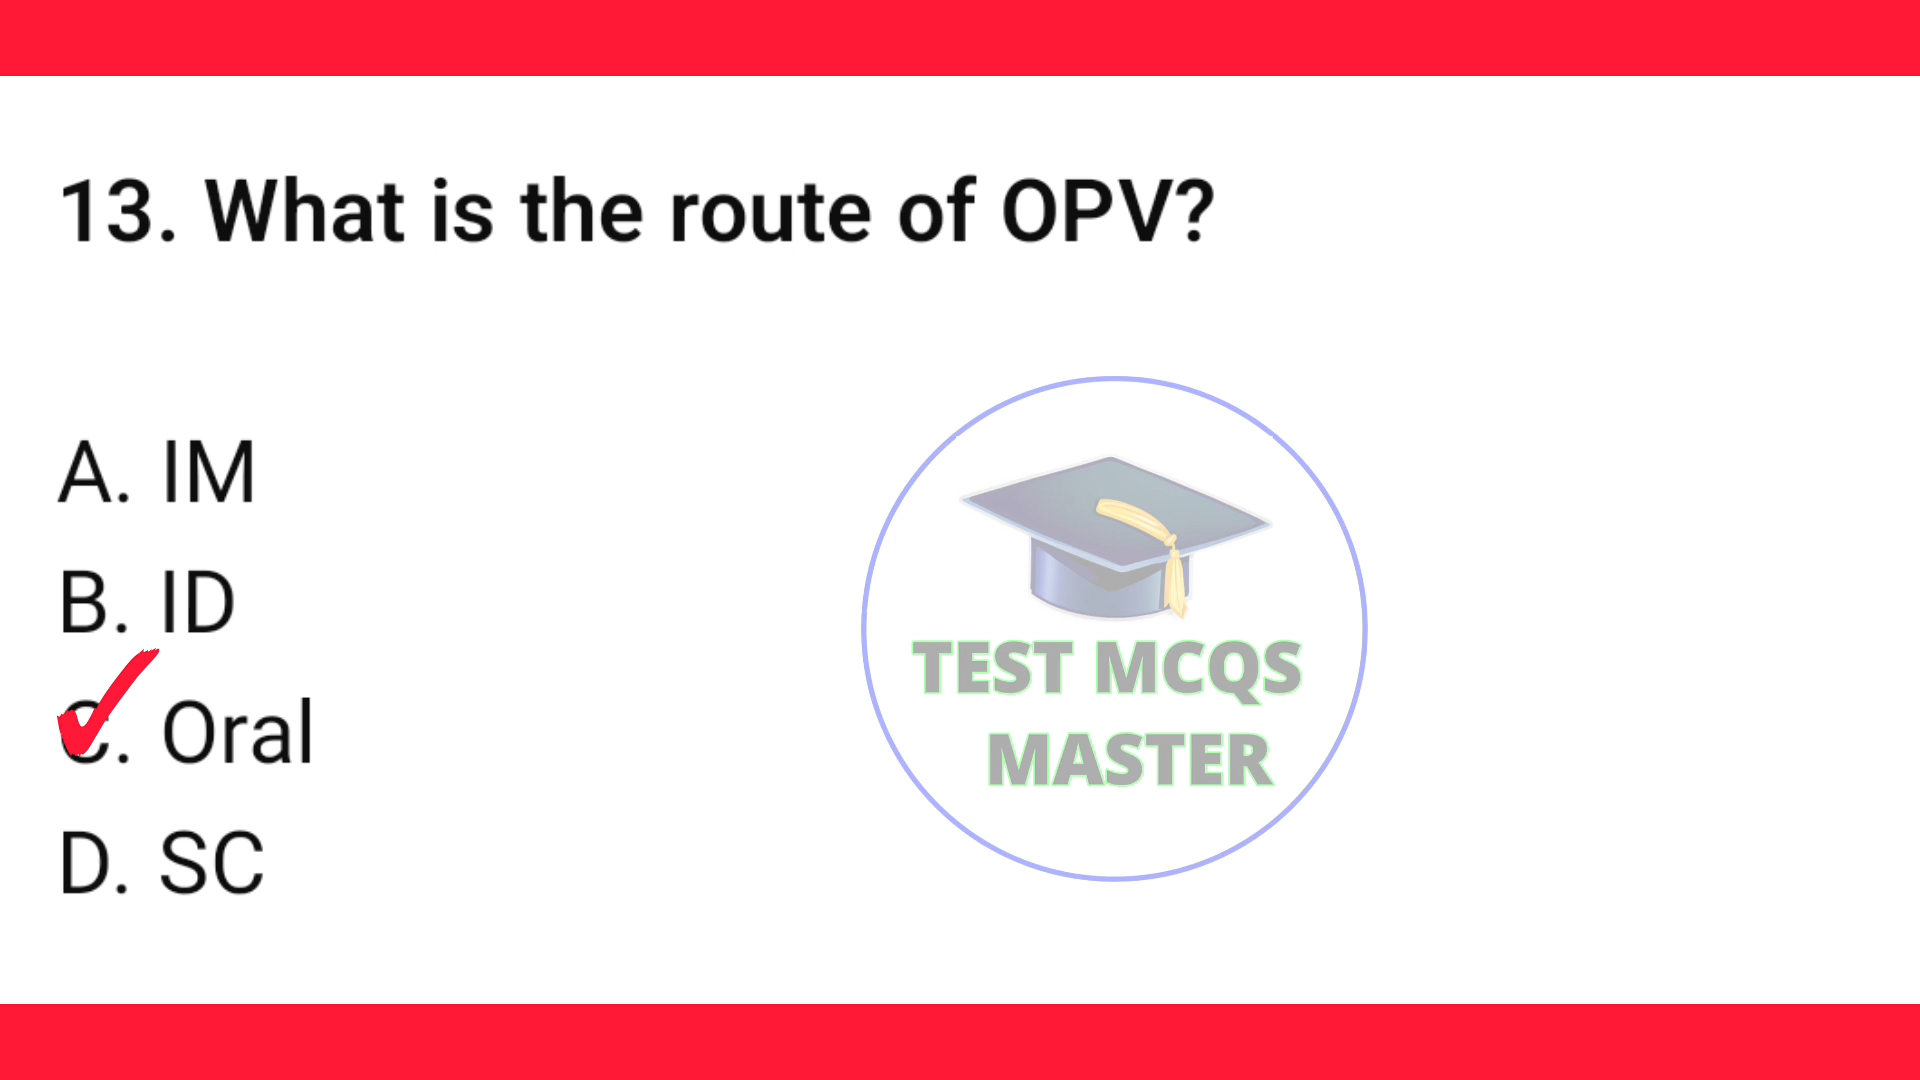 13. What is the route of OPV?
A. IM
B. ID
C. Oral
D. SC
TEST MCQS
MASTER